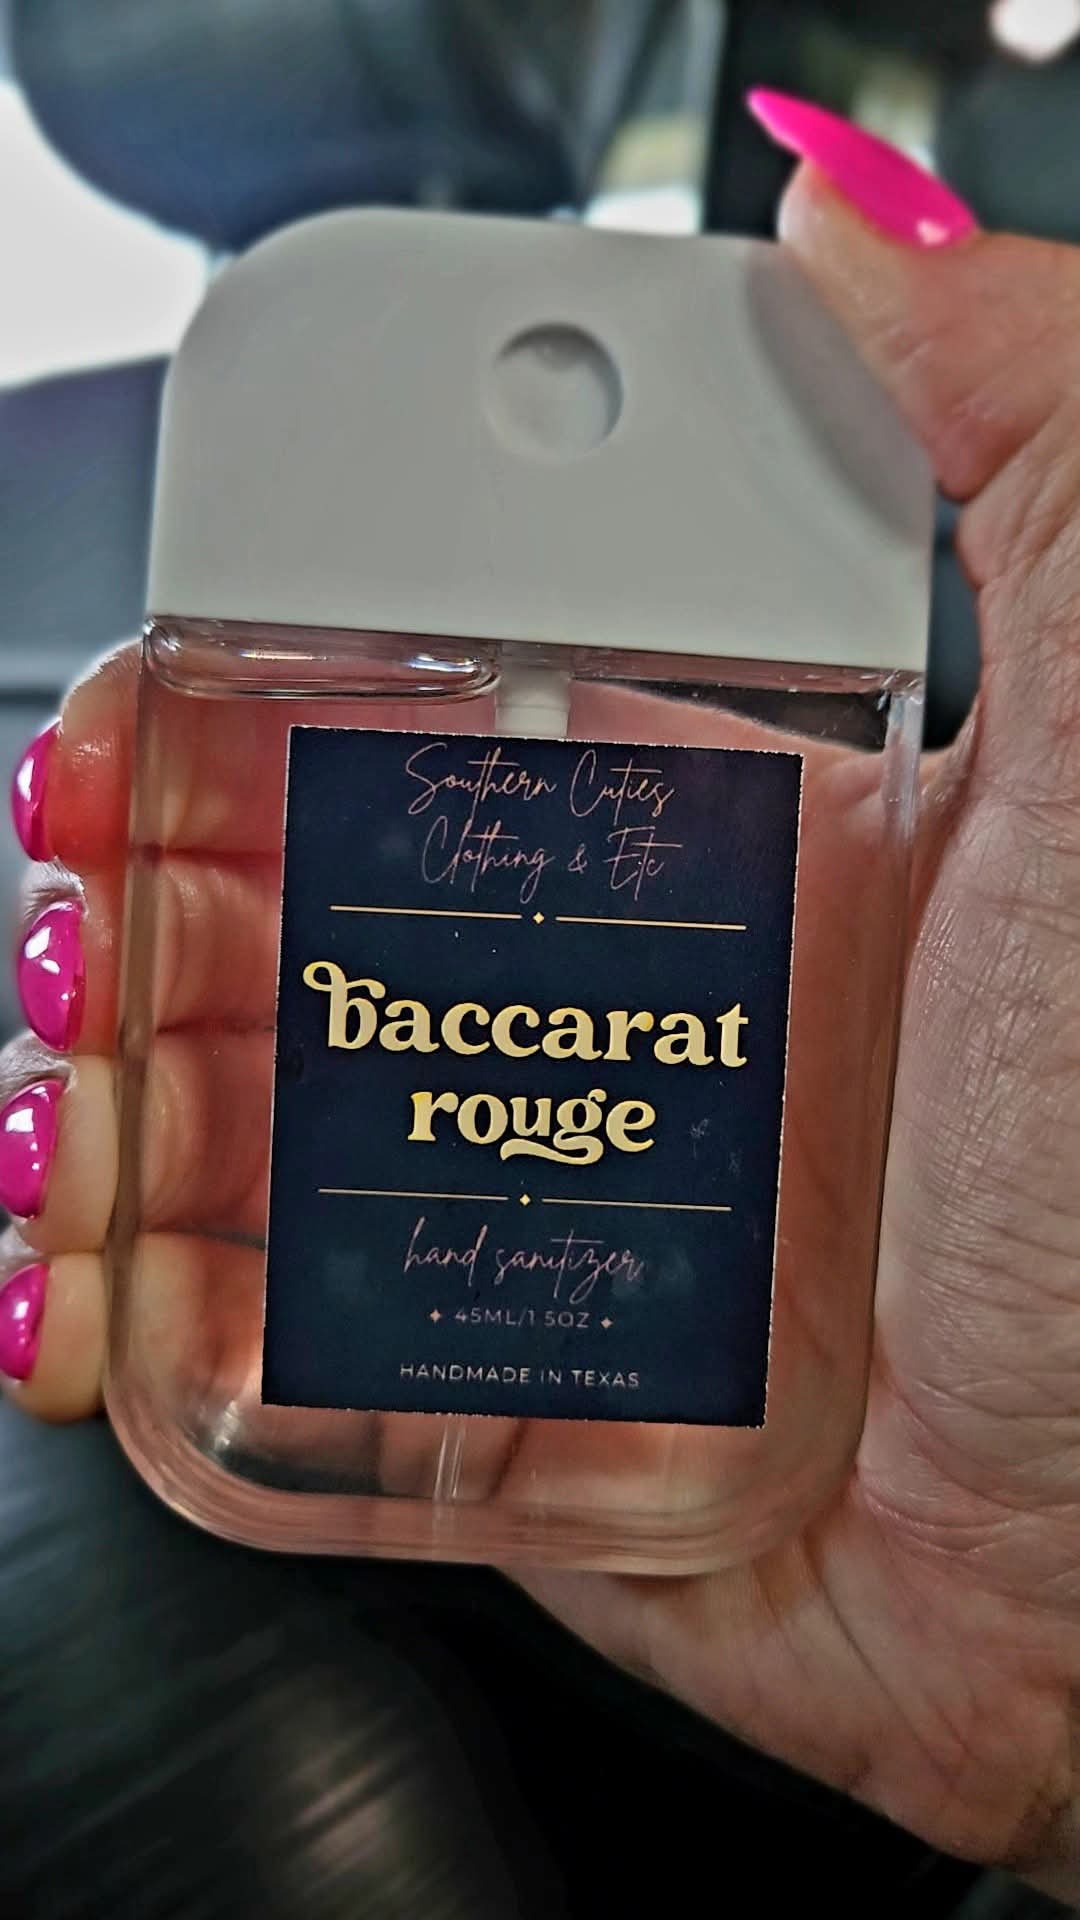 Southern Cuties
Clothing & Etc
baccarat
rouge
hand sanitizer
45ML/1 5OZ
HANDMADE IN TEXAS